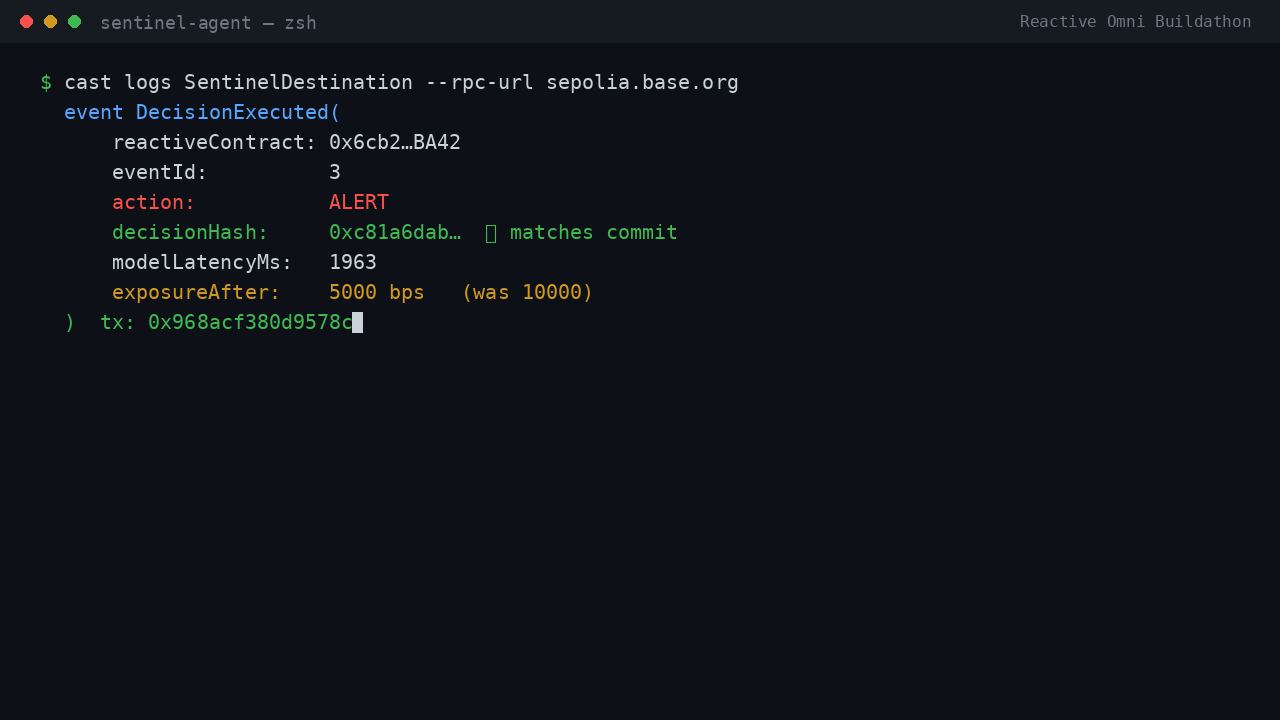 sentinel-agent — zsh
Reactive Omni Buildathon
$ cast logs SentinelDestination --rpc-url sepolia.base.org
event DecisionExecuted(
reactiveContract: 0x6cb2…BA42
eventId: 3
action: ALERT
decisionHash: 0xc81a6dab… ▯ matches commit
modelLatencyMs: 1963
exposureAfter: 5000 bps (was 10000)
) tx: 0x968acf380d9578c